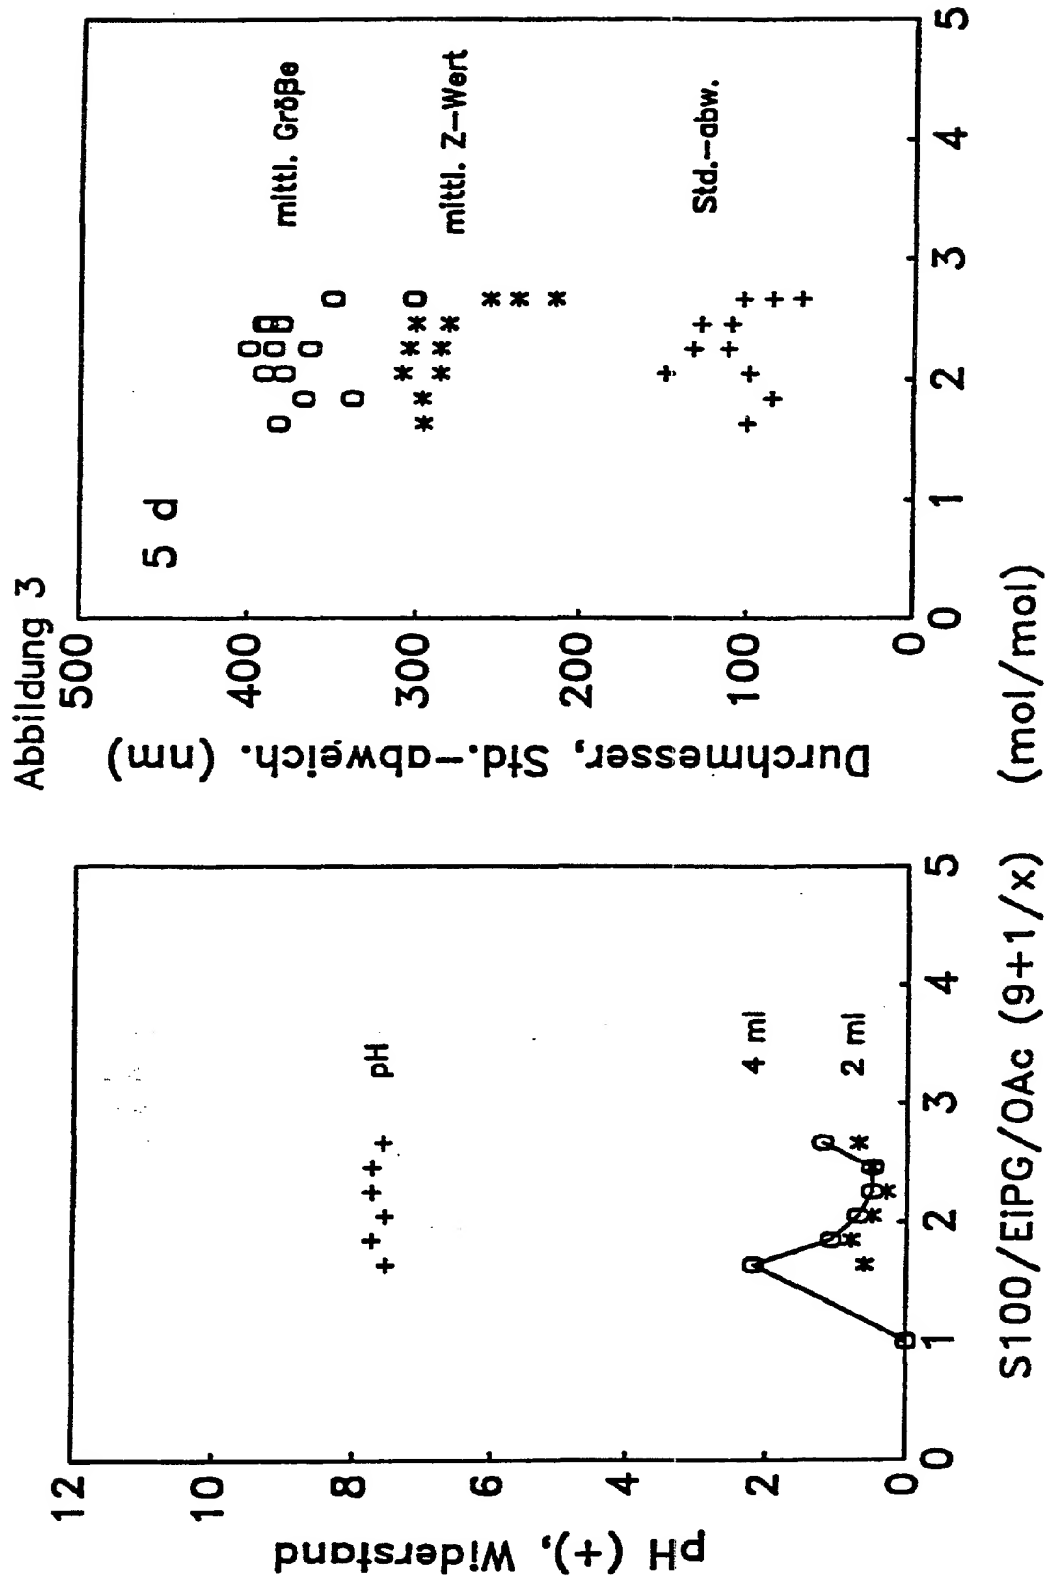 Abbildung 3
pH (+), Widerstand
12
10
8
6
4
2
0
pH
4 ml
2 ml
0
1
2
3
4
5
S100/EiPG/OAc (9+1/x)
Durchmesser, Std.-abweich. (nm)
500
400
300
200
100
0
5 d
mittl. Größe
mittl. Z-Wert
Std.-abw.
0
1
2
3
4
5
(mol/mol)